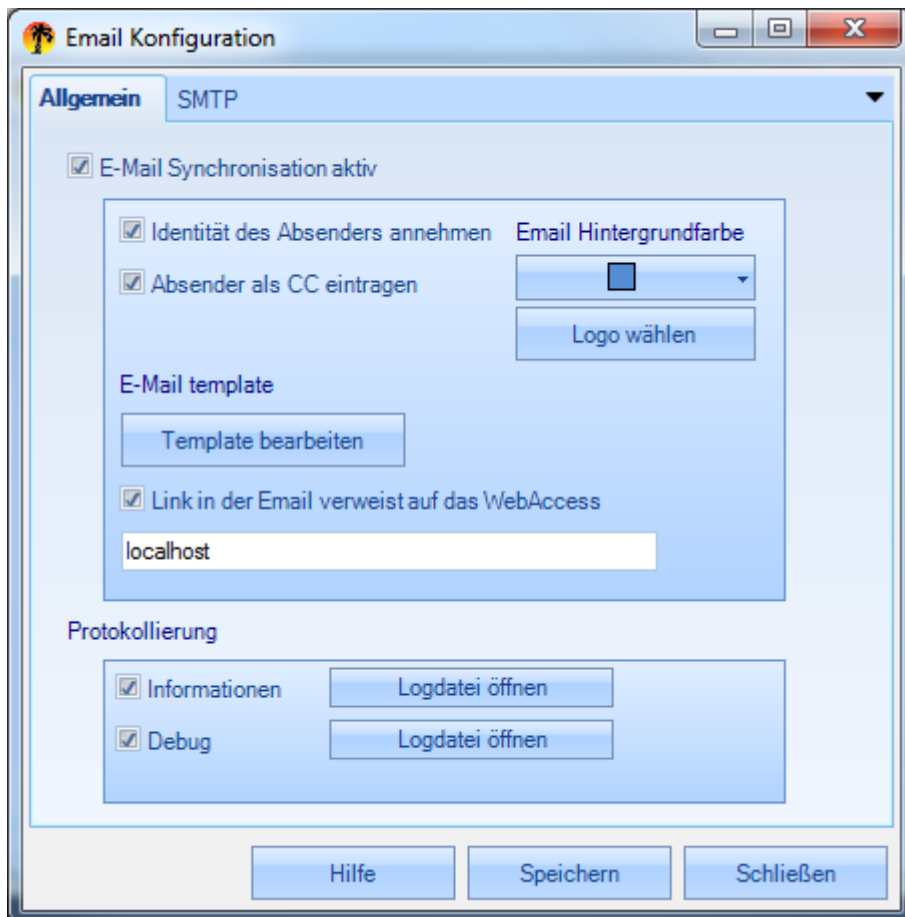 Email Konfiguration
Allgemein SMTP
E-Mail Synchronisation aktiv
Identität des Absenders annehmen Email Hintergrundfarbe
Absender als CC eintragen
Logo wählen
E-Mail template
Template bearbeiten
Link in der Email verweist auf das WebAccess
localhost
Protokollierung
Informationen Logdatei öffnen
Debug Logdatei öffnen
Hilfe Speichern Schließen